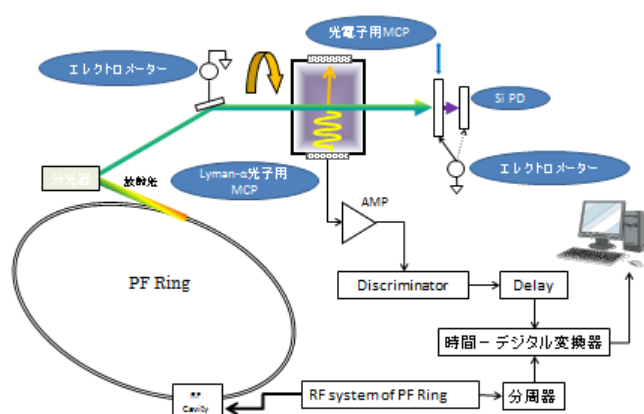 光電子用MCP
エレクトロメーター
Si PD
分光器
放射光
Lyman-α光子用
MCP
エレクトロメーター
AMP
PF Ring
Discriminator
Delay
時間－デジタル変換器
RF
Cavity
RF system of PF Ring
分周器